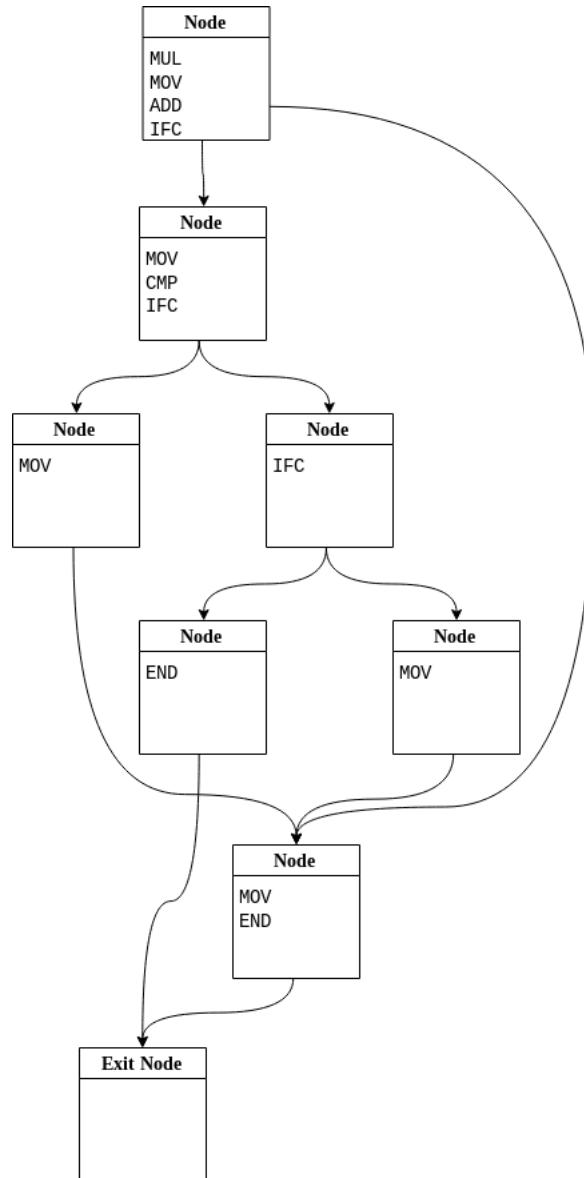 Node
MUL
MOV
ADD
IFC
Node
MOV
CMP
IFC
Node
MOV
Node
IFC
Node
END
Node
MOV
Node
MOV
END
Exit Node